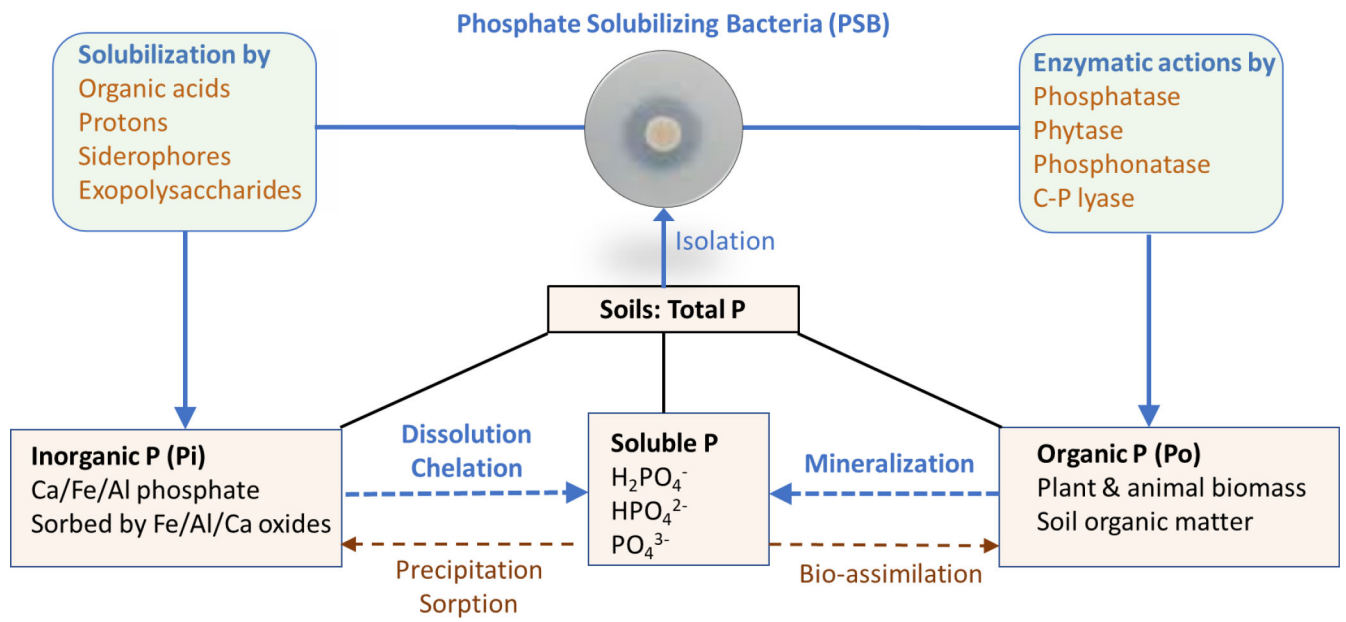 Phosphate Solubilizing Bacteria (PSB)
Solubilization by
Organic acids
Protons
Siderophores
Exopolysaccharides
Enzymatic actions by
Phosphatase
Phytase
Phosphonatase
C-P lyase
Isolation
Soils: Total P
Inorganic P (Pi)
Ca/Fe/Al phosphate
Sorbed by Fe/Al/Ca oxides
Dissolution
Chelation
Precipitation
Sorption
Soluble P
H₂PO₄⁻
HPO₄²⁻
PO₄³⁻
Mineralization
Bio-assimilation
Organic P (Po)
Plant & animal biomass
Soil organic matter